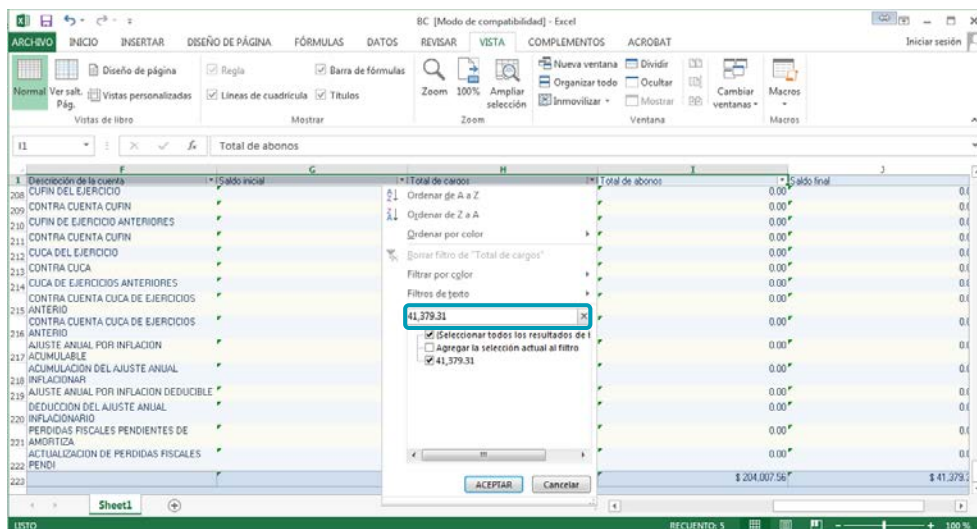 BC [Modo de compatibilidad] - Excel
ARCHIVO INICIO INSERTAR DISEÑO DE PÁGINA FÓRMULAS DATOS REVISAR VISTA COMPLEMENTOS ACROBAT Iniciar sesión
Normal Ver salt. Pág. Diseño de página Vistas personalizadas
Vistas de libro
Regla Barra de fórmulas
Líneas de cuadrícula Títulos
Mostrar
Zoom 100% Ampliar selección
Zoom
Nueva ventana Dividir
Organizar todo Ocultar
Inmovilizar Mostrar
Cambiar ventanas
Ventana
Macros
Macros
I1 fx Total de abonos
F G H I J
1 Descripción de la cuenta Saldo inicial Total de cargos Total de abonos Saldo final
208 CUFIN DEL EJERCICIO 0.00
209 CONTRA CUENTA CUFIN 0.00
210 CUFIN DE EJERCICIO ANTERIORES 0.00
211 CONTRA CUENTA CUFIN 0.00
212 CUCA DEL EJERCICIO 0.00
213 CONTRA CUCA 0.00
214 CUCA DE EJERCICIOS ANTERIORES 0.00
CONTRA CUENTA CUCA DE EJERCICIOS
215 ANTERIO 0.00
CONTRA CUENTA CUCA DE EJERCICIOS
216 ANTERIO 0.00
AJUSTE ANUAL POR INFLACION
217 ACUMULABLE 0.00
ACUMULACION DEL AJUSTE ANUAL
218 INFLACIONAR 0.00
219 AJUSTE ANUAL POR INFLACION DEDUCIBLE 0.00
DEDUCCION DEL AJUSTE ANUAL
220 INFLACIONARIO 0.00
PERDIDAS FISCALES PENDIENTES DE
221 AMORTIZA 0.00
ACTUALIZACION DE PERDIDAS FISCALES
222 PENDI 0.00
223 $ 204,007.56 $ 41,379.
Ordenar de A a Z
Ordenar de Z a A
Ordenar por color
Borrar filtro de "Total de cargos"
Filtrar por color
Filtros de texto
41,379.31
(Seleccionar todos los resultados de
Agregar la selección actual al filtro
41,379.31
ACEPTAR Cancelar
Sheet1
LISTO RECUENTO: 5 100%